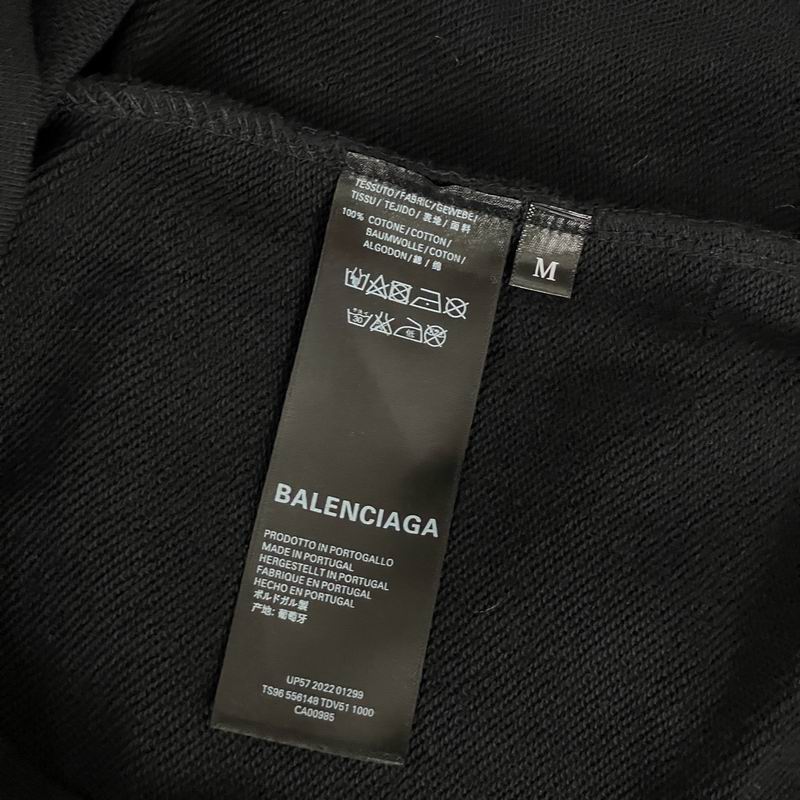 TESSUTO/FABRIC/GEWEBE/
TISSU/TEJIDO/表地/面料
100% COTONE/COTTON/
BAUMWOLLE/COTON/
ALGODON/綿/棉
30
低
BALENCIAGA
PRODOTTO IN PORTOGALLO
MADE IN PORTUGAL
HERGESTELLT IN PORTUGAL
FABRIQUE EN PORTUGAL
HECHO EN PORTUGAL
ポルトガル製
产地: 葡萄牙
UP57 2022 01299
TS96 556148 TDV51 1000
CA00985
M